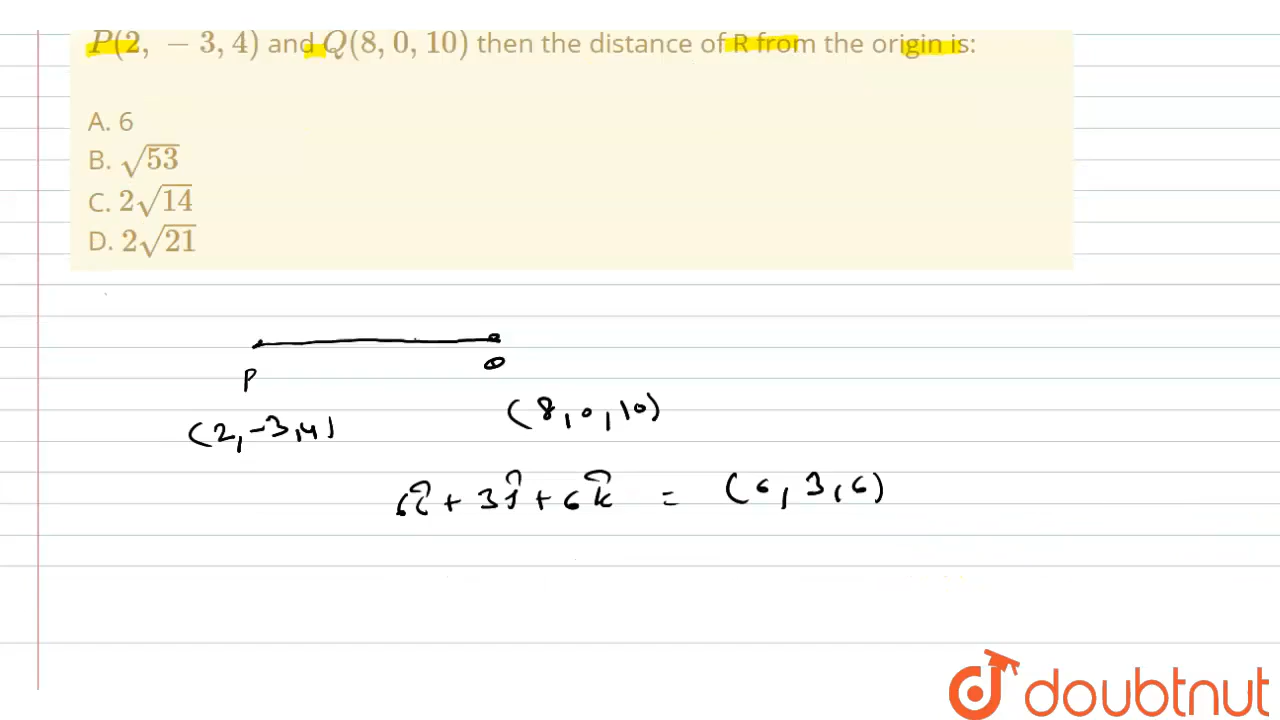 P(2, −3, 4) and Q(8, 0, 10) then the distance of R from the origin is:
A. 6
B. √53
C. 2√14
D. 2√21
P
Q
(2, −3, 4)
(8, 0, 10)
6î + 3ĵ + 6k̂ = (6, 3, 6)
doubtnut